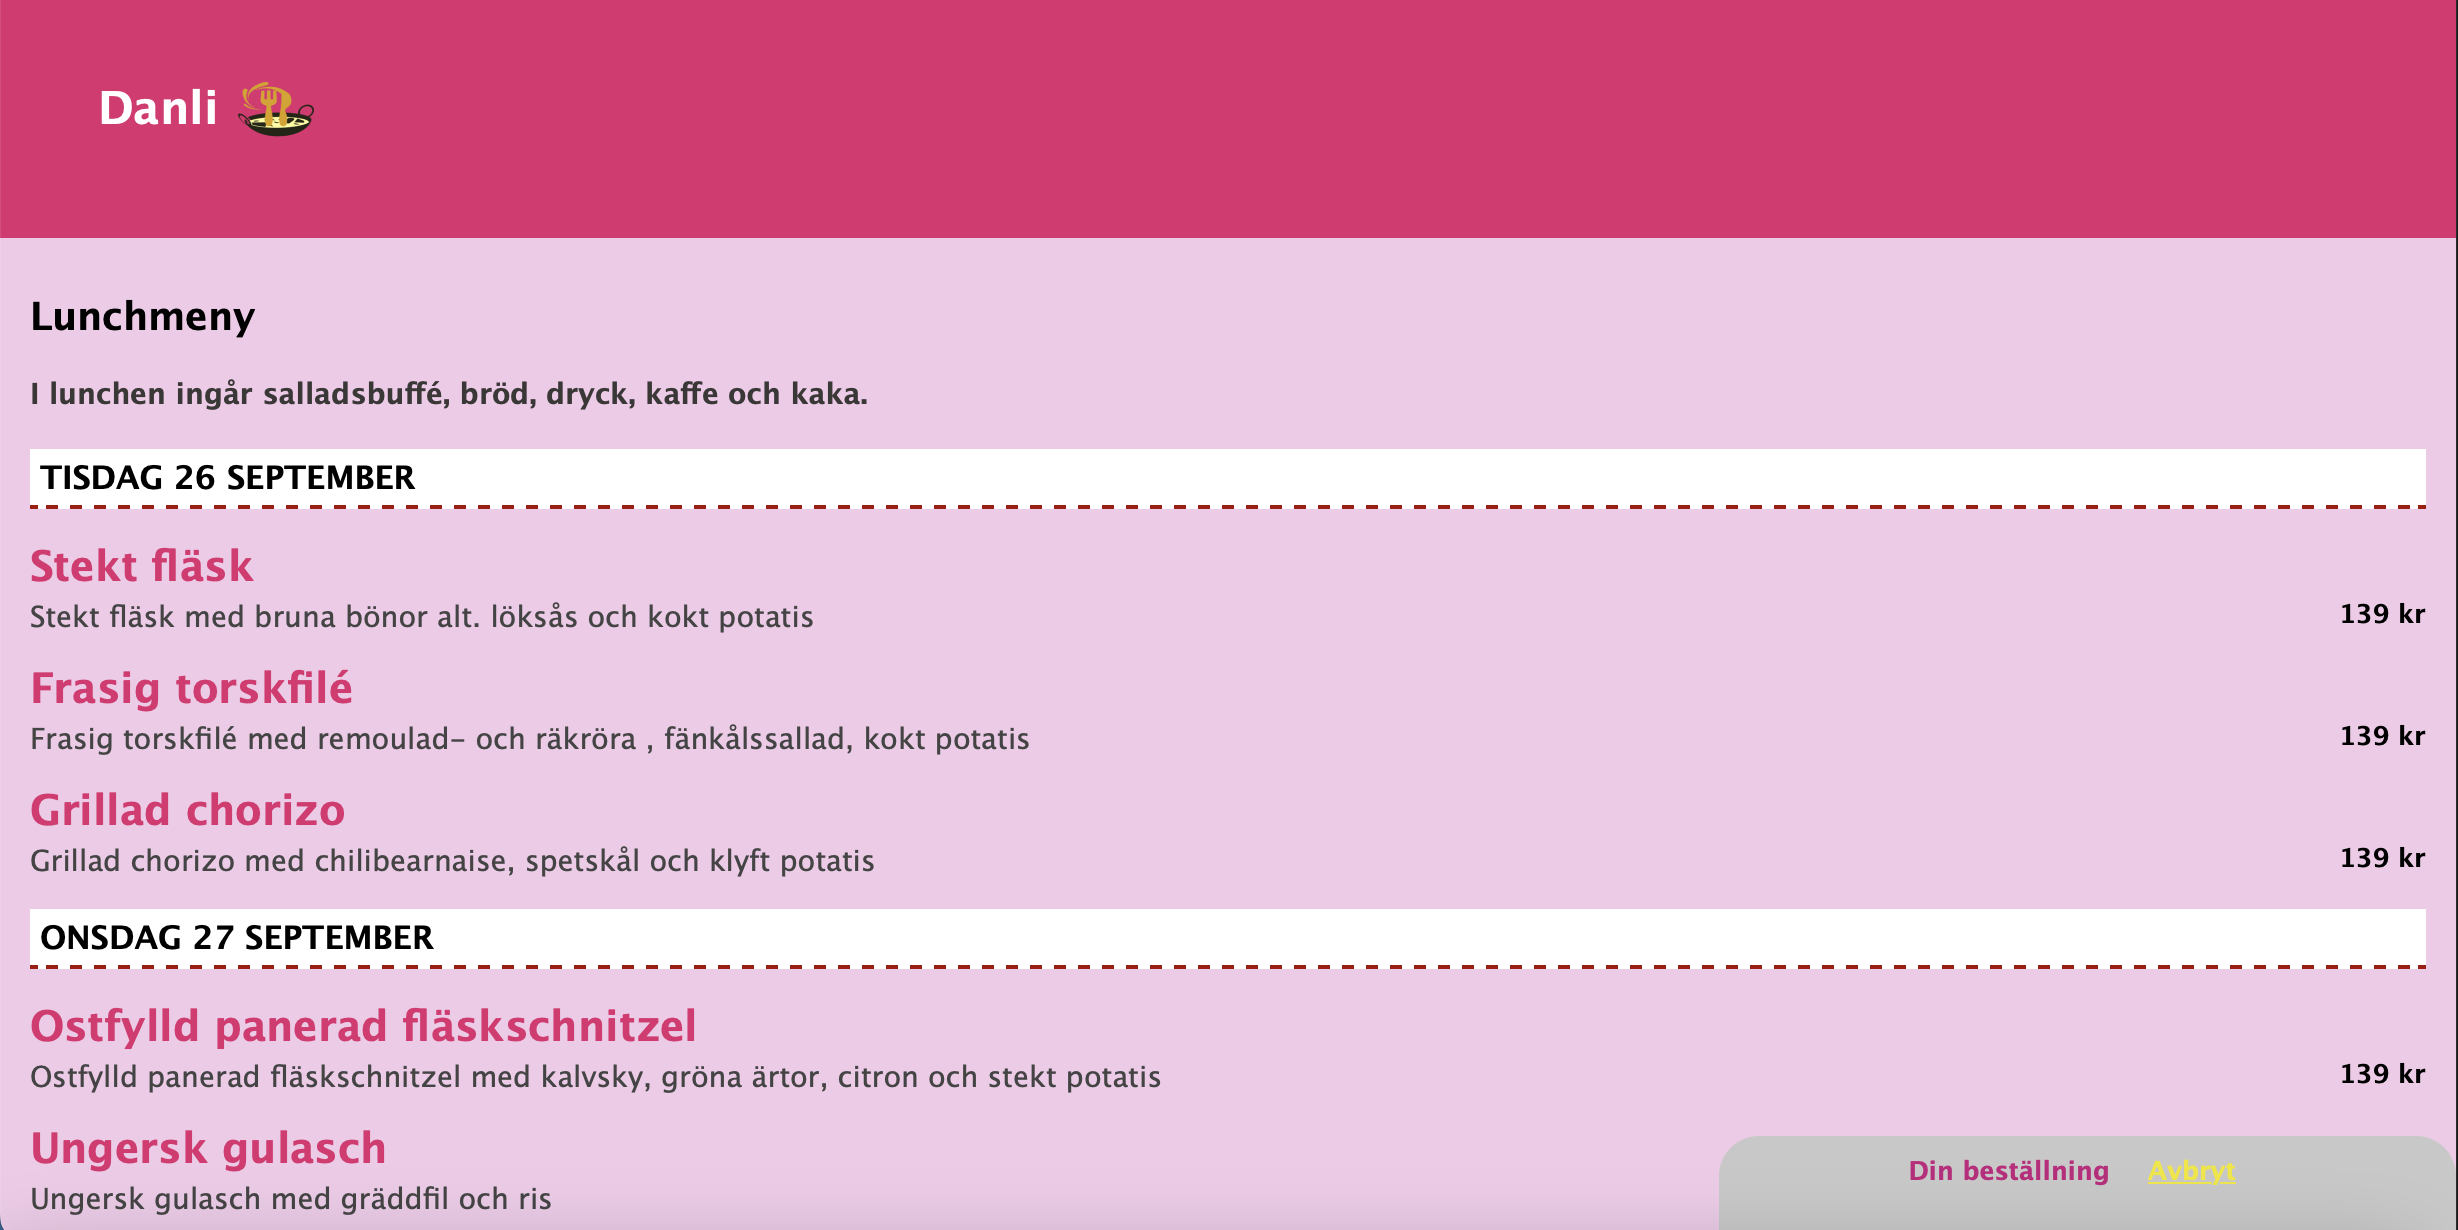 Danli
Lunchmeny
I lunchen ingår salladsbuffé, bröd, dryck, kaffe och kaka.
TISDAG 26 SEPTEMBER
Stekt fläsk
Stekt fläsk med bruna bönor alt. löksås och kokt potatis
139 kr
Frasig torskfilé
Frasig torskfilé med remoulad- och räkröra , fänkålssallad, kokt potatis
139 kr
Grillad chorizo
Grillad chorizo med chilibearnaise, spetskål och klyft potatis
139 kr
ONSDAG 27 SEPTEMBER
Ostfylld panerad fläskschnitzel
Ostfylld panerad fläskschnitzel med kalvsky, gröna ärtor, citron och stekt potatis
139 kr
Ungersk gulasch
Ungersk gulasch med gräddfil och ris
Din beställning Avbryt